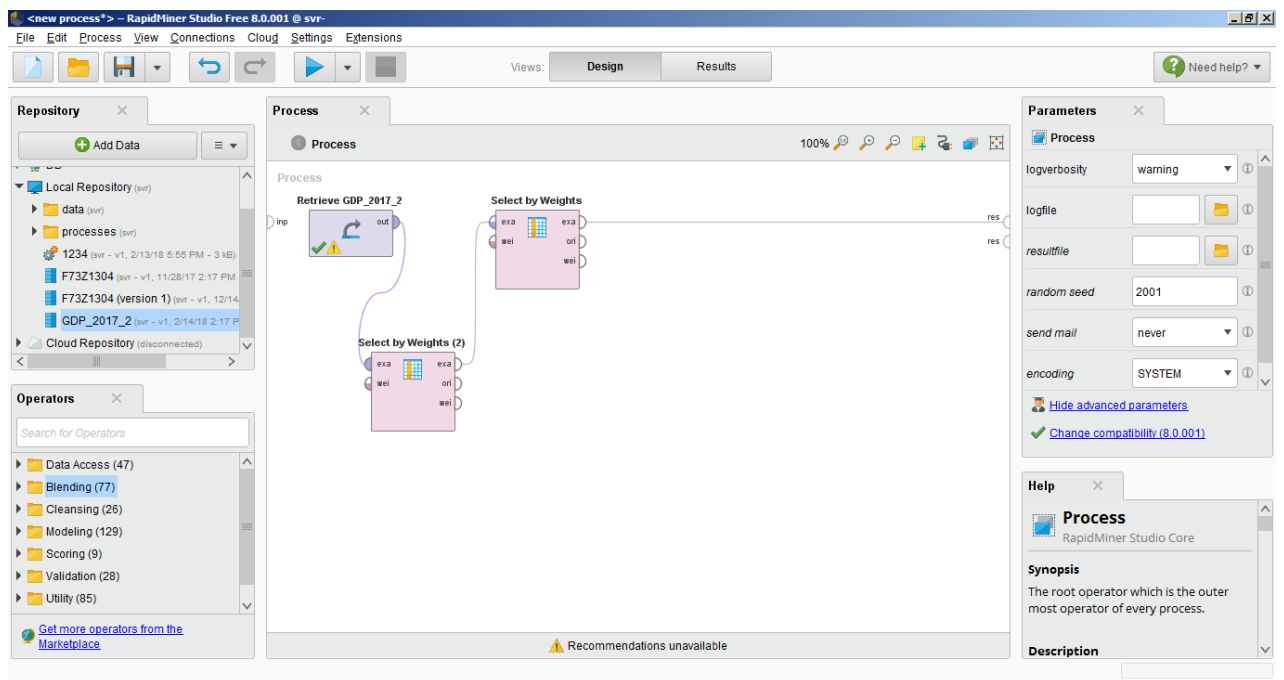 <new process*> – RapidMiner Studio Free 8.0.001 @ svr-
File Edit Process View Connections Cloud Settings Extensions
Views: Design Results
Need help?
Repository
Add Data
Local Repository (svr)
data (svr)
processes (svr)
1234 (svr - v1, 2/13/18 5:55 PM - 3 kB)
F73Z1304 (svr - v1, 11/28/17 2:17 PM
F73Z1304 (version 1) (svr - v1, 12/14
GDP_2017_2 (svr - v1, 2/14/18 2:17 P
Cloud Repository (disconnected)
Operators
Search for Operators
Data Access (47)
Blending (77)
Cleansing (26)
Modeling (129)
Scoring (9)
Validation (28)
Utility (85)
Get more operators from the
Marketplace
Process
Process
100%
Process
Retrieve GDP_2017_2
inp
out
Select by Weights
exa exa
wei ori
wei
res
res
Select by Weights (2)
exa exa
wei ori
wei
Recommendations unavailable
Parameters
Process
logverbosity warning
logfile
resultfile
random seed 2001
send mail never
encoding SYSTEM
Hide advanced parameters
Change compatibility (8.0.001)
Help
Process
RapidMiner Studio Core
Synopsis
The root operator which is the outer
most operator of every process.
Description